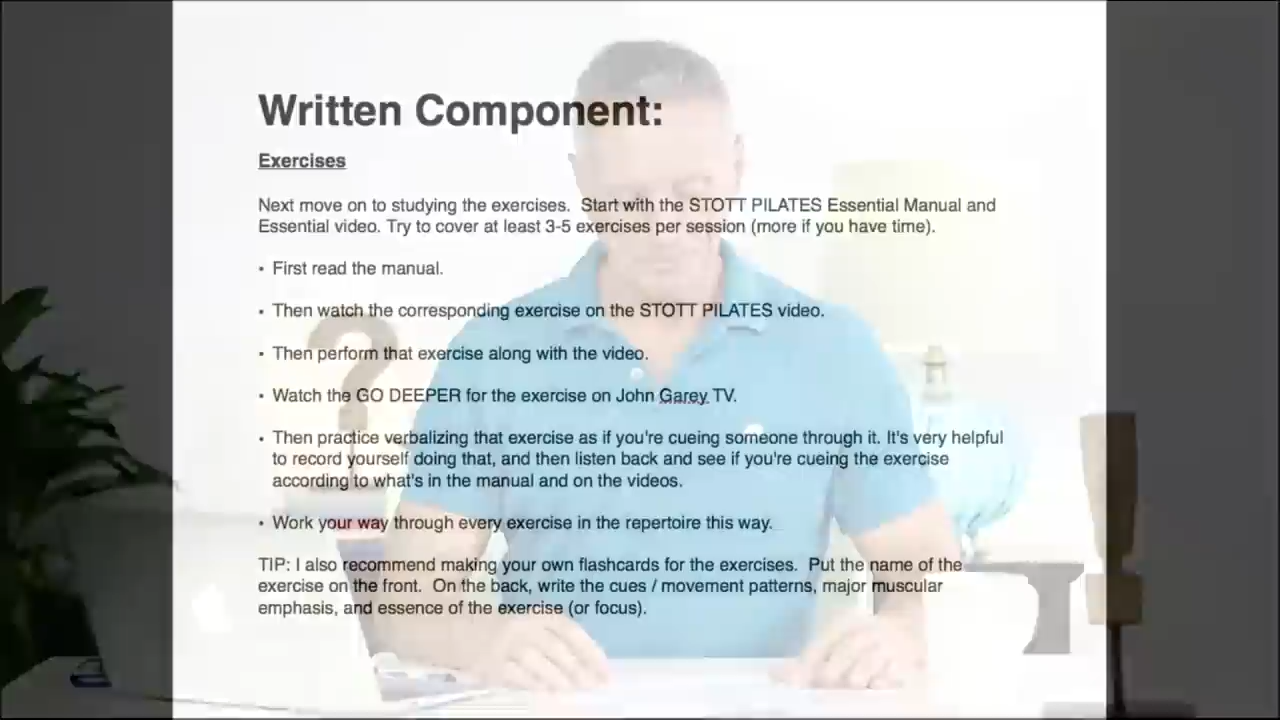 Written Component:
Exercises
Next move on to studying the exercises.  Start with the STOTT PILATES Essential Manual and
Essential video. Try to cover at least 3-5 exercises per session (more if you have time).
• First read the manual.
• Then watch the corresponding exercise on the STOTT PILATES video.
• Then perform that exercise along with the video.
• Watch the GO DEEPER for the exercise on John Garey TV.
• Then practice verbalizing that exercise as if you're cueing someone through it. It's very helpful
to record yourself doing that, and then listen back and see if you're cueing the exercise
according to what's in the manual and on the videos.
• Work your way through every exercise in the repertoire this way.
TIP: I also recommend making your own flashcards for the exercises.  Put the name of the
exercise on the front.  On the back, write the cues / movement patterns, major muscular
emphasis, and essence of the exercise (or focus).